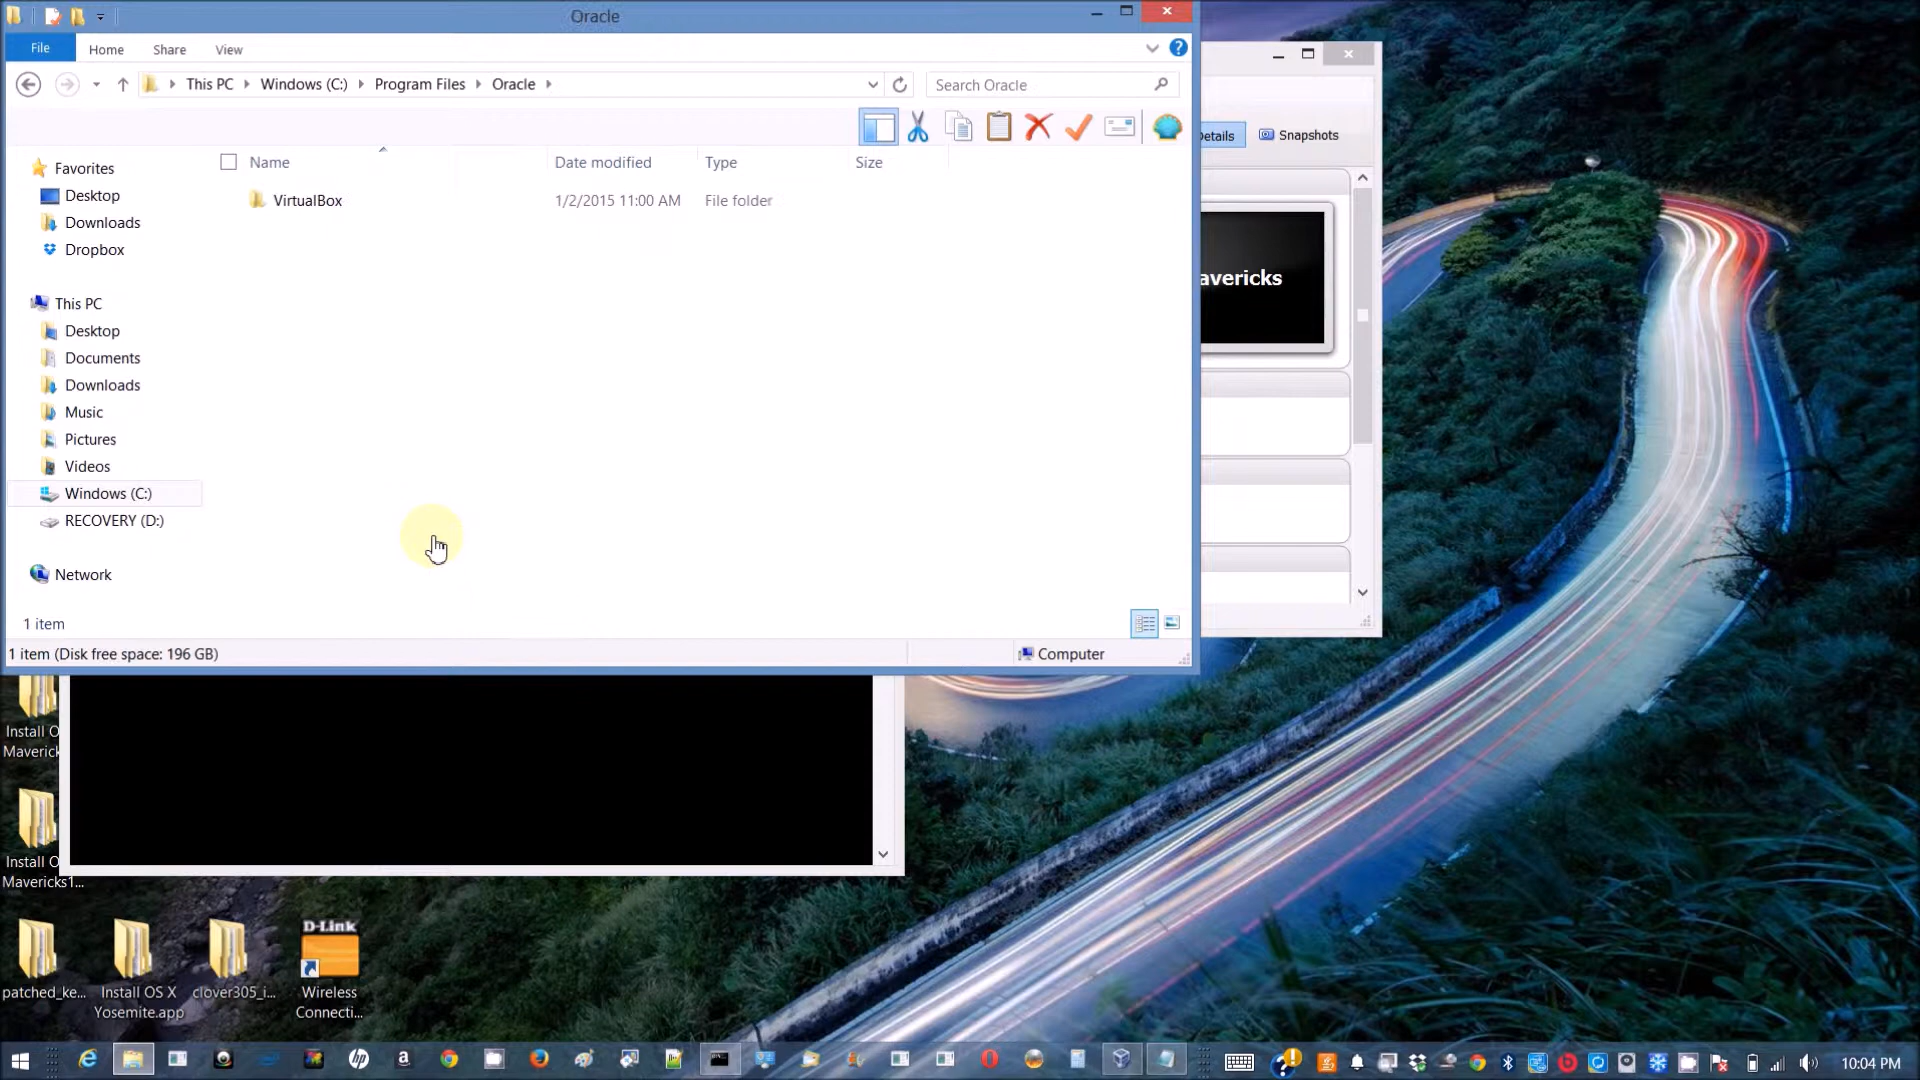 Oracle
File
Home
Share
View
This PC
Windows (C:)
Program Files
Oracle
Search Oracle
Name
Date modified
Type
Size
VirtualBox
1/2/2015 11:00 AM
File folder
Favorites
Desktop
Downloads
Dropbox
This PC
Desktop
Documents
Downloads
Music
Pictures
Videos
Windows (C:)
RECOVERY (D:)
Network
1 item
1 item (Disk free space: 196 GB)
Computer
etails
Snapshots
avericks
Install O
Maverick
Install O
Mavericks1...
patched_ke...
Install OS X
Yosemite.app
clover305_i...
D-Link
Wireless
Connecti...
10:04 PM